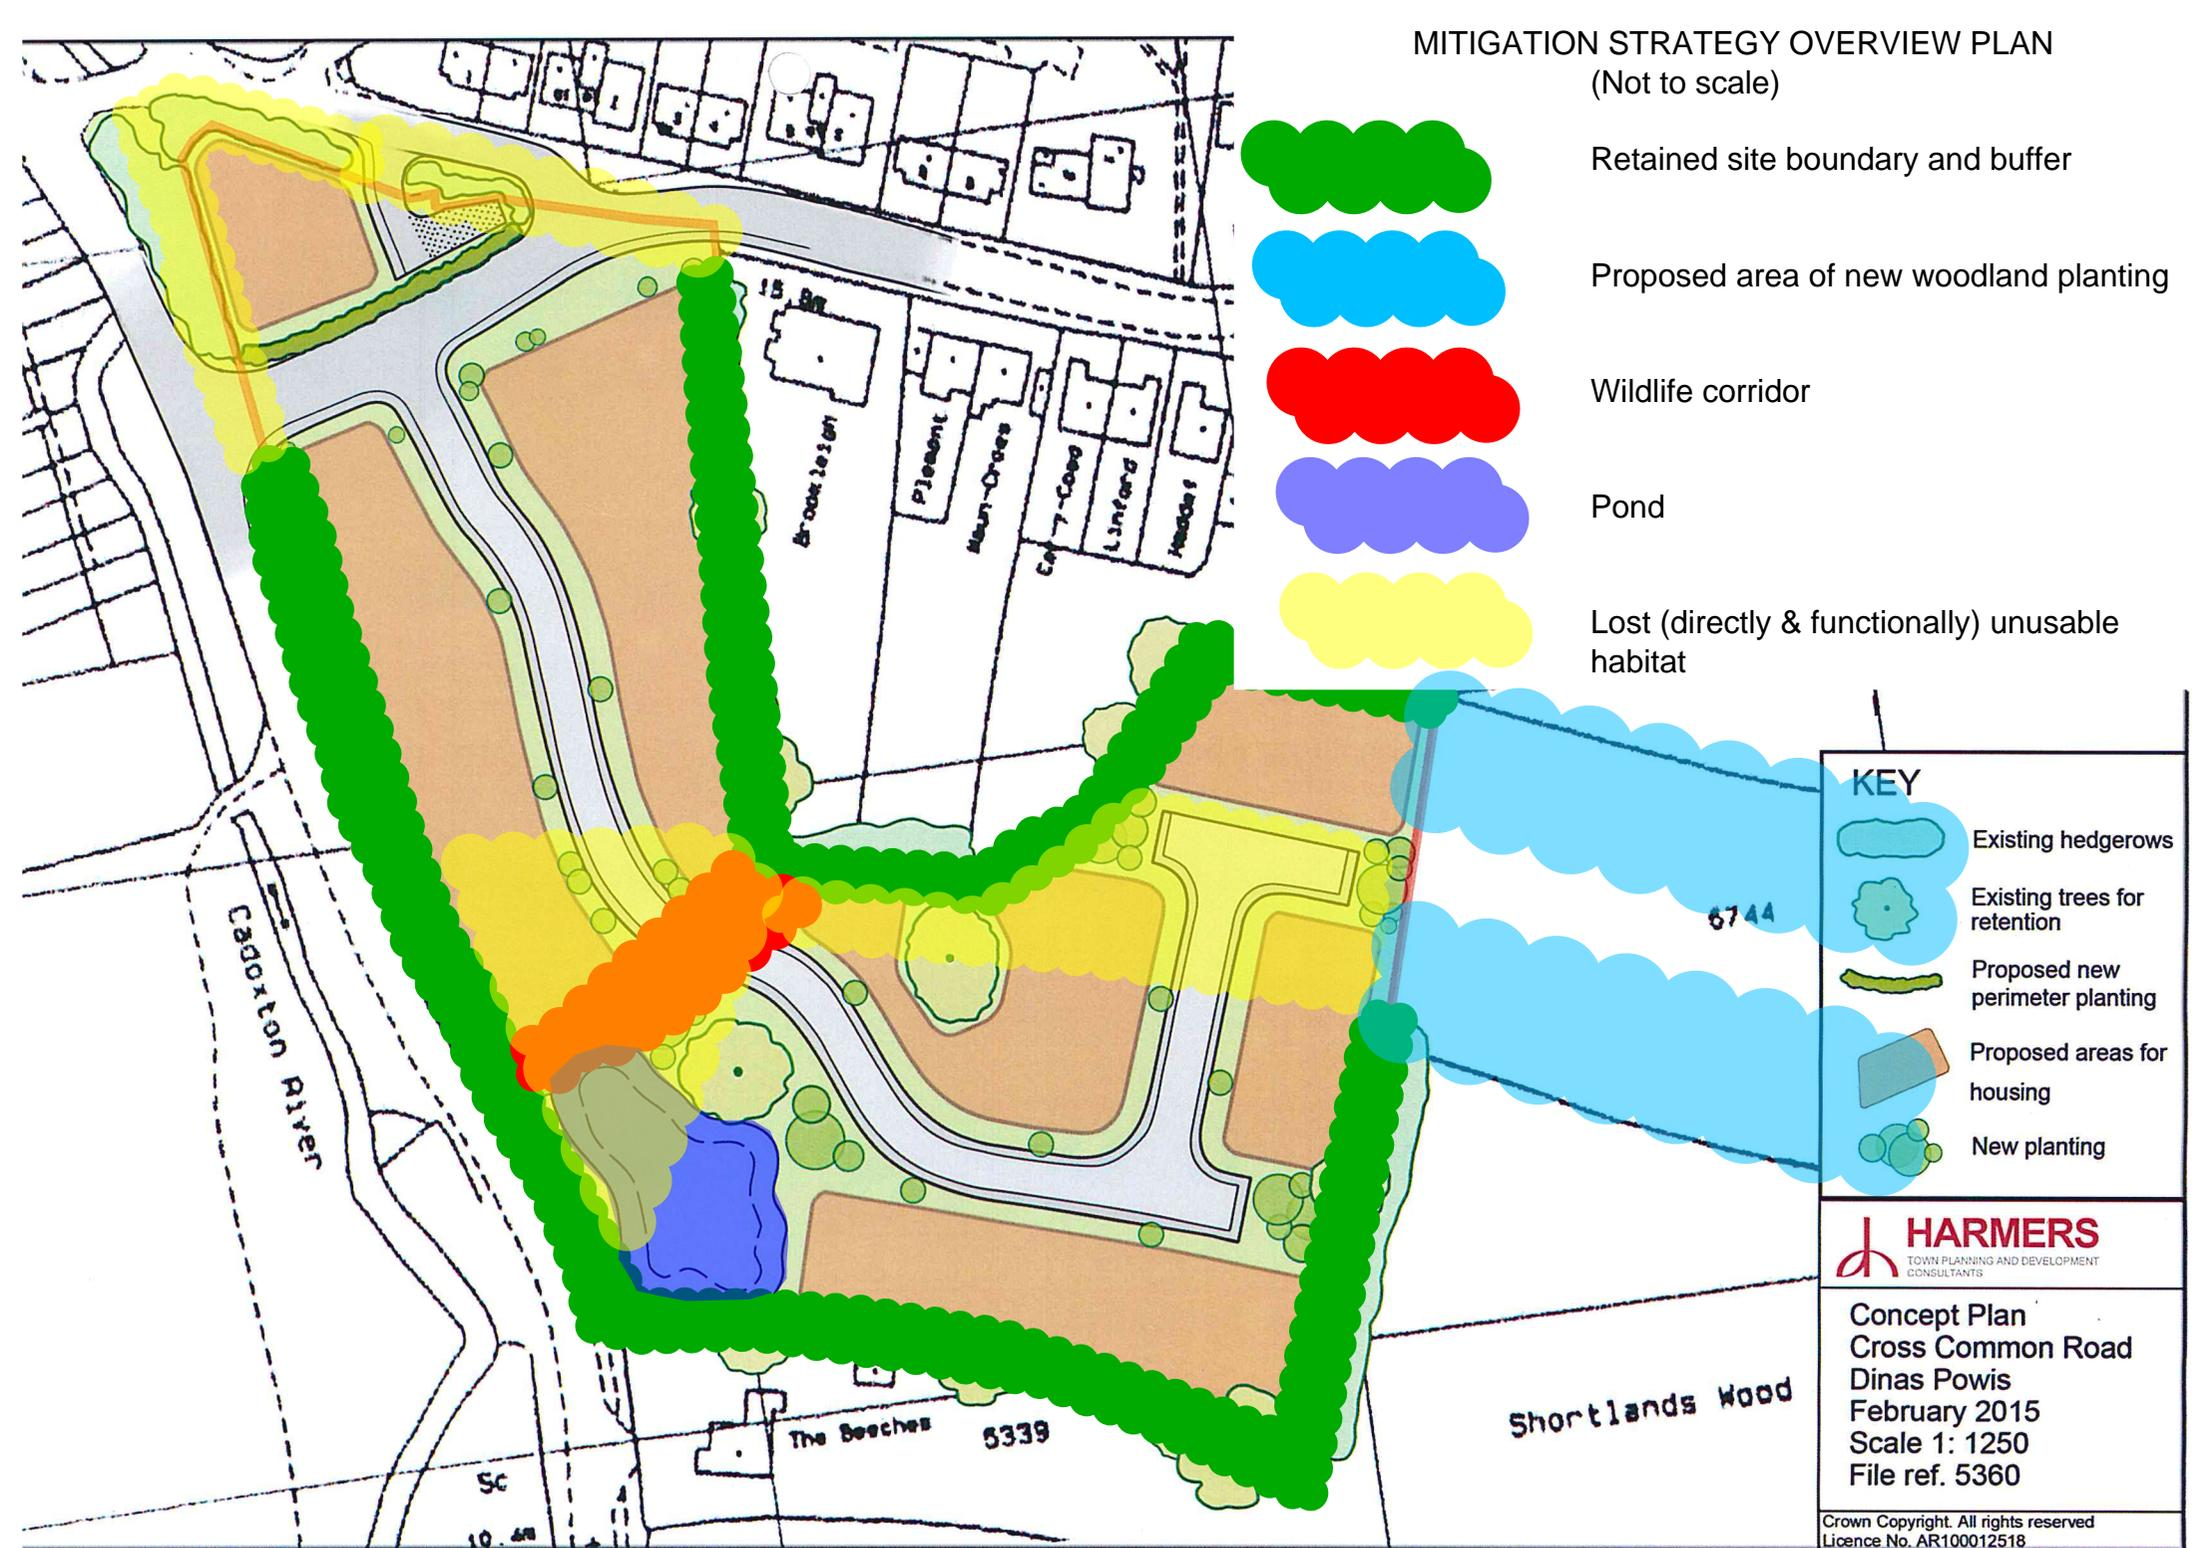 MITIGATION STRATEGY OVERVIEW PLAN
(Not to scale)
Retained site boundary and buffer
Proposed area of new woodland planting
Wildlife corridor
Pond
Lost (directly & functionally) unusable
habitat
Brookleigh
Pleasant
Linford
Cadoxton River
6744
The Beeches
5339
Shortlands Wood
KEY
Existing hedgerows
Existing trees for
retention
Proposed new
perimeter planting
Proposed areas for
housing
New planting
HARMERS
TOWN PLANNING AND DEVELOPMENT
CONSULTANTS
Concept Plan
Cross Common Road
Dinas Powis
February 2015
Scale 1: 1250
File ref. 5360
Crown Copyright. All rights reserved
Licence No. AR100012518